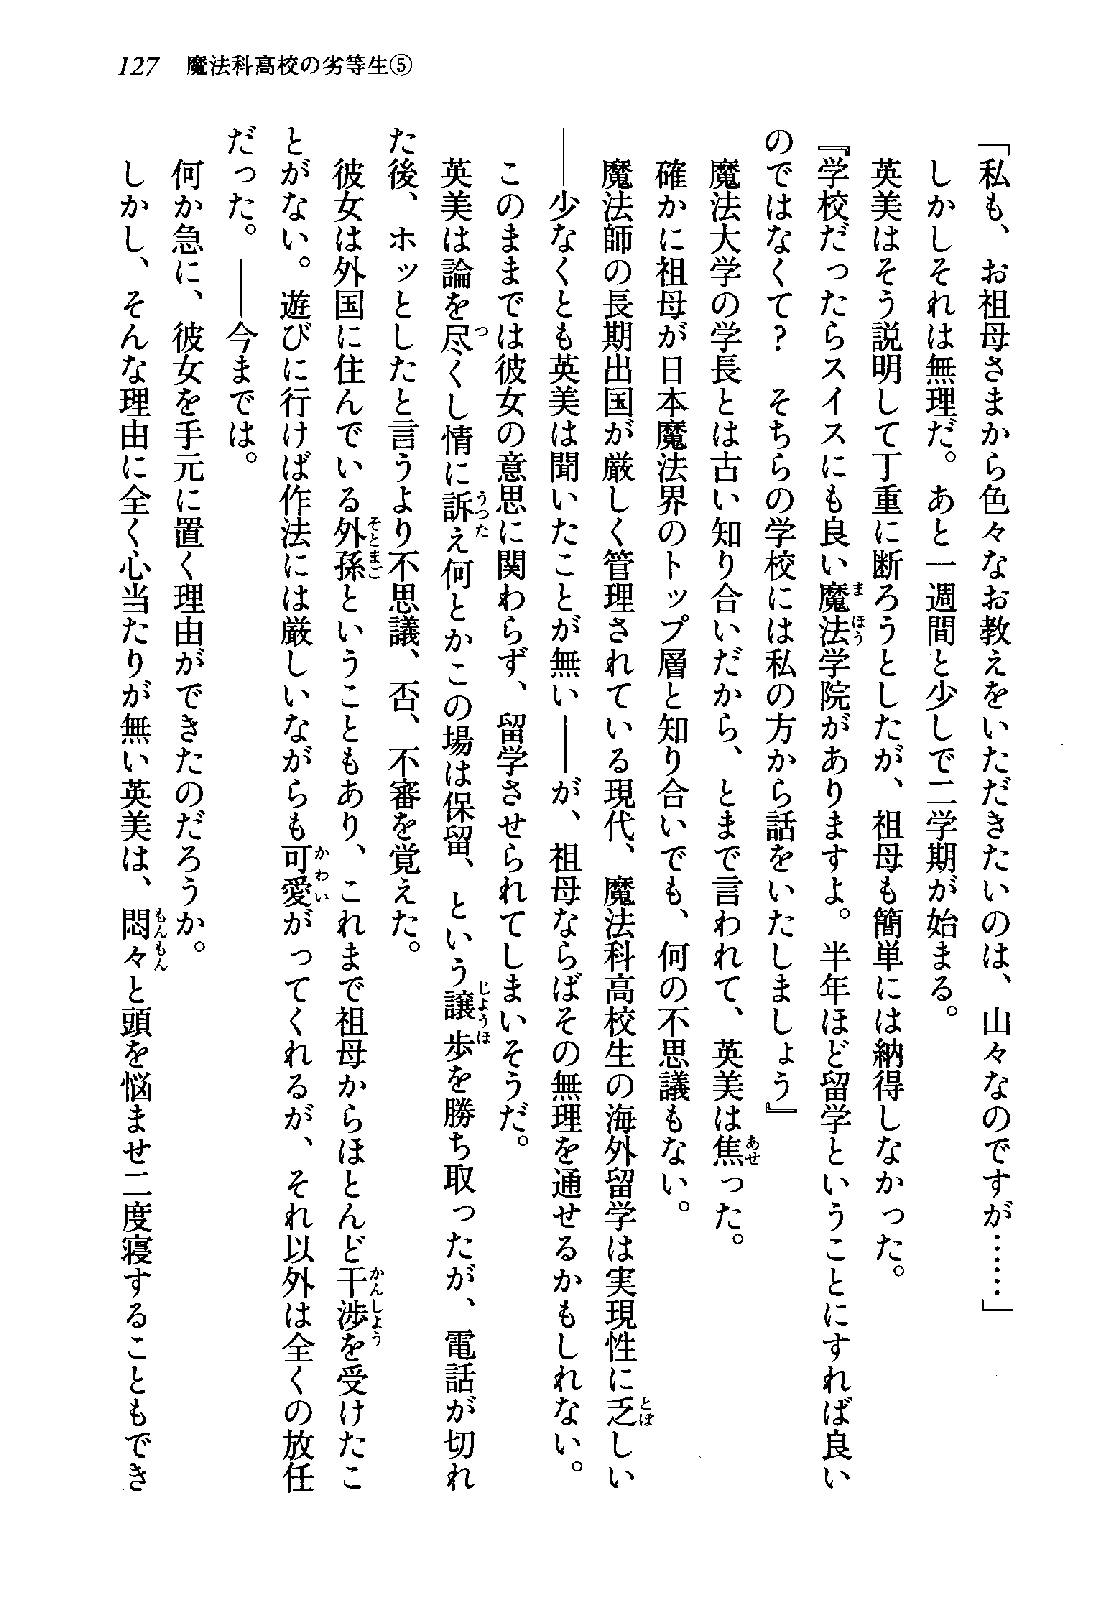 127 魔法科高校の劣等生⑤
「私も、お祖母さまから色々なお教えをいただきたいのは、山々なのですが……」
しかしそれは無理だ。あと一週間と少しで二学期が始まる。
英美はそう説明して丁重に断ろうとしたが、祖母も簡単には納得しなかった。
『学校だったらスイスにも良い魔法学院がありますよ。半年ほど留学ということにすれば良い
のではなくて？　そちらの学校には私の方から話をいたしましょう』
魔法大学の学長とは古い知り合いだから、とまで言われて、英美は焦った。
確かに祖母が日本魔法界のトップ層と知り合いでも、何の不思議もない。
魔法師の長期出国が厳しく管理されている現代、魔法科高校生の海外留学は実現性に乏しい
――少なくとも英美は聞いたことが無い――が、祖母ならばその無理を通せるかもしれない。
このままでは彼女の意思に関わらず、留学させられてしまいそうだ。
英美は論を尽くし情に訴え何とかこの場は保留、という譲歩を勝ち取ったが、電話が切れ
た後、ホッとしたと言うより不思議、否、不審を覚えた。
彼女は外国に住んでいる外孫ということもあり、これまで祖母からほとんど干渉を受けたこ
とがない。遊びに行けば作法には厳しいながらも可愛がってくれるが、それ以外は全くの放任
だった。――今までは。
何か急に、彼女を手元に置く理由ができたのだろうか。
しかし、そんな理由に全く心当たりが無い英美は、悶々と頭を悩ませ二度寝することもでき